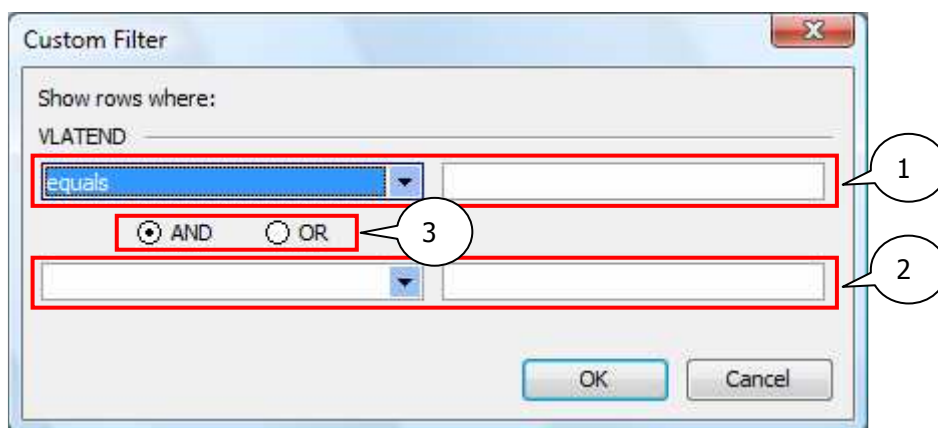 Custom Filter
Show rows where:
VLATEND
equals
1
AND OR
3
2
OK Cancel